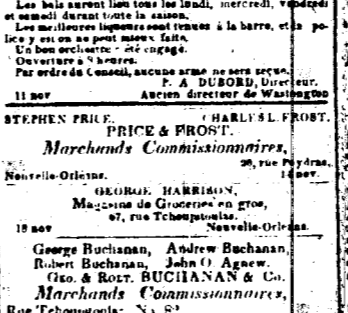 Les bals auront lieu tous les lundi, mercredi, vendredi
et samedi durant toute la saison.
Les meilleures liqueurs sont tenues à la barre, et la po-
lice y est on ne peut mieux faite.
Un bon orchestre a été engagé.
Ouverture à 8 heures.
Par ordre du Conseil, aucune arme ne sera reçue.
P. A. DUBORD, Directeur.
11 nov Ancien directeur de Washington
STEPHEN PRICE. CHARLES L. FROST.
PRICE & FROST.
Marchands Commissionnaires,
rue Poydras,
Nouvelle-Orléans. 14 nov.
GEORGE HARRISON,
Magasins de Groceries en gros,
67, rue Tchoupitoulas.
18 nov Nouvelle-Orléans.
George Buchanan, Andrew Buchanan,
Robert Buchanan, John O. Agnew.
GEO. & ROBT. BUCHANAN & Co.
Marchands Commissionnaires,
Rue Tchoupitoulas No